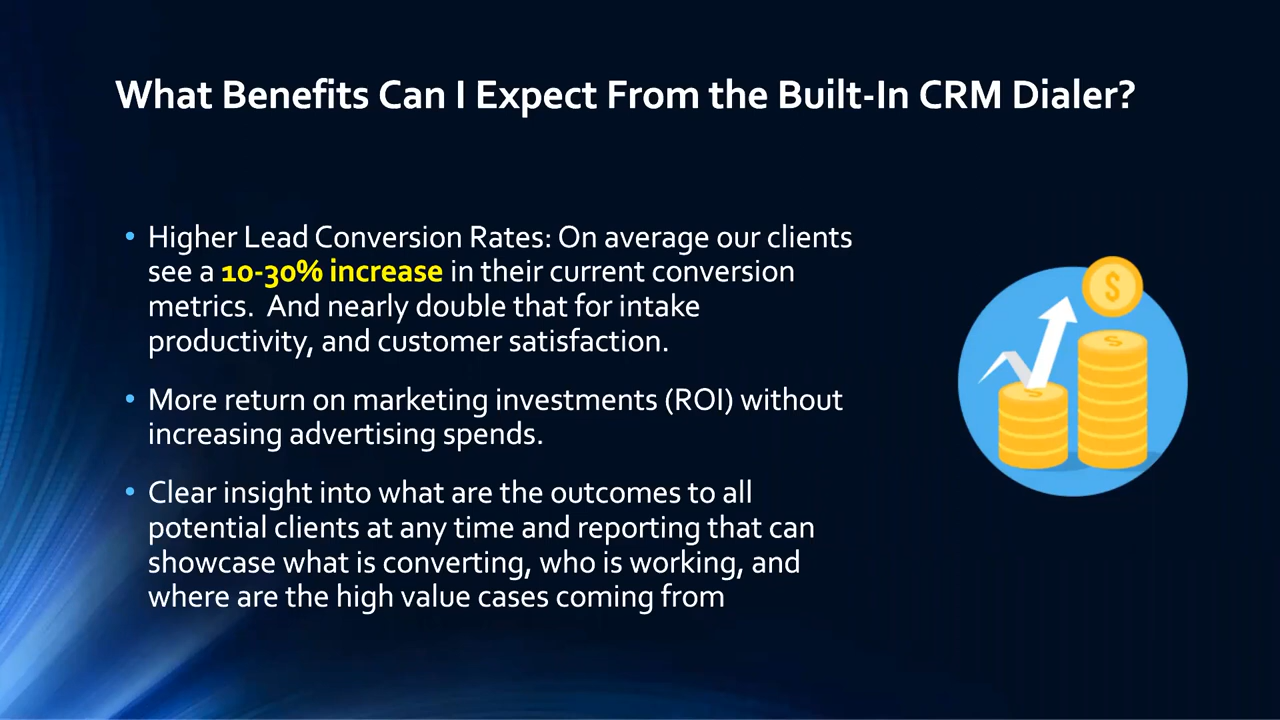 What Benefits Can I Expect From the Built-In CRM Dialer?
• Higher Lead Conversion Rates: On average our clients
see a 10-30% increase in their current conversion
metrics.  And nearly double that for intake
productivity, and customer satisfaction.
• More return on marketing investments (ROI) without
increasing advertising spends.
• Clear insight into what are the outcomes to all
potential clients at any time and reporting that can
showcase what is converting, who is working, and
where are the high value cases coming from
$
$
$